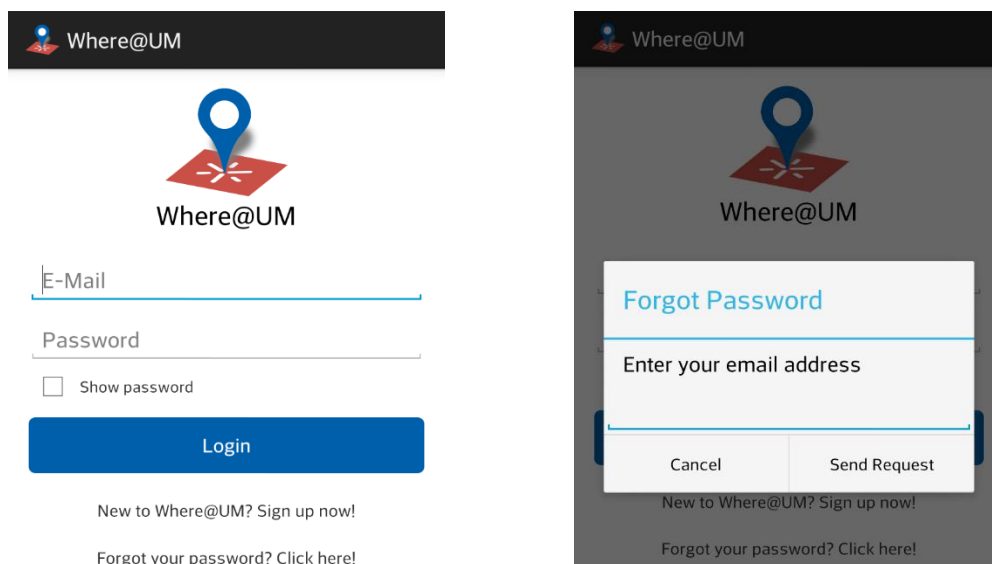 Where@UM
Where@UM
E-Mail
Password
Show password
Login
New to Where@UM? Sign up now!
Forgot your password? Click here!
Where@UM
Where@UM
Forgot Password
Enter your email address
Cancel
Send Request
New to Where@UM? Sign up now!
Forgot your password? Click here!